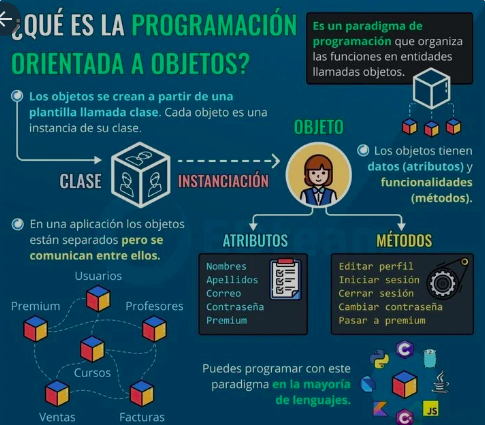 ¿QUÉ ES LA PROGRAMACIÓN
ORIENTADA A OBJETOS?
Es un paradigma de
programación que organiza
las funciones en entidades
llamadas objetos.
Los objetos se crean a partir de una
plantilla llamada clase. Cada objeto es una
instancia de su clase.
OBJETO
CLASE
INSTANCIACIÓN
Los objetos tienen
datos (atributos) y
funcionalidades
(métodos).
En una aplicación los objetos
están separados pero se
comunican entre ellos.
ATRIBUTOS
Nombres
Apellidos
Correo
Contraseña
Premium
MÉTODOS
Editar perfil
Iniciar sesión
Cerrar sesión
Cambiar contraseña
Pasar a premium
Usuarios
Premium
Profesores
Cursos
Ventas
Facturas
Puedes programar con este
paradigma en la mayoría
de lenguajes.
JS